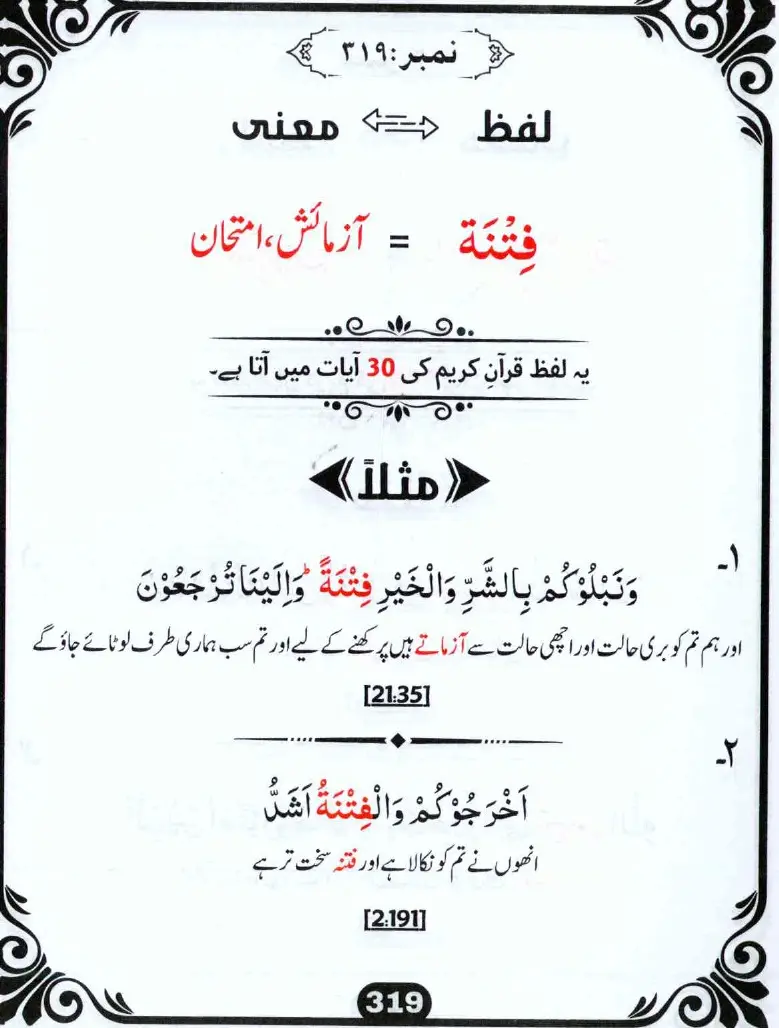 نمبر:۳۱۹
لفظ معنی
فِتْنَة = آزمائش، امتحان
یہ لفظ قرآنِ کریم کی 30 آیات میں آتا ہے۔
مثلاً
۱۔
وَنَبْلُوْكُمْ بِالشَّرِّ وَالْخَيْرِ فِتْنَةً ؕ وَاِلَيْنَا تُرْجَعُوْنَ
اور ہم تم کو بری حالت اور اچھی حالت سے آزماتے ہیں پرکھنے کے لیے اور تم سب ہماری طرف لوٹائے جاؤ گے
[21:35]
۲۔
اَخْرَجُوْكُمْ وَالْفِتْنَةُ اَشَدُّ
انھوں نے تم کو نکالا ہے اور فتنہ سخت تر ہے
[2:191]
319